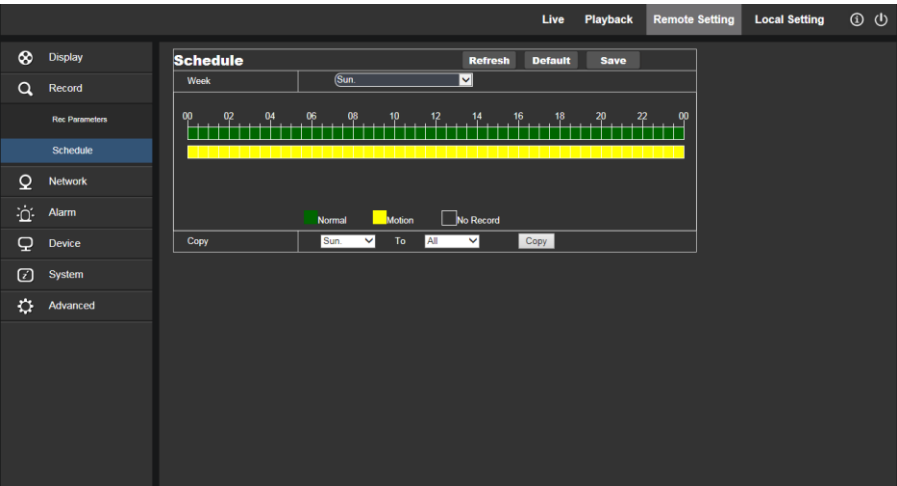 Live Playback Remote Setting Local Setting
Display
Record
Rec Parameters
Schedule
Network
Alarm
Device
System
Advanced
Schedule Refresh Default Save
Week Sun.
00 02 04 06 08 10 12 14 16 18 20 22 00
Normal Motion No Record
Copy Sun. To All Copy